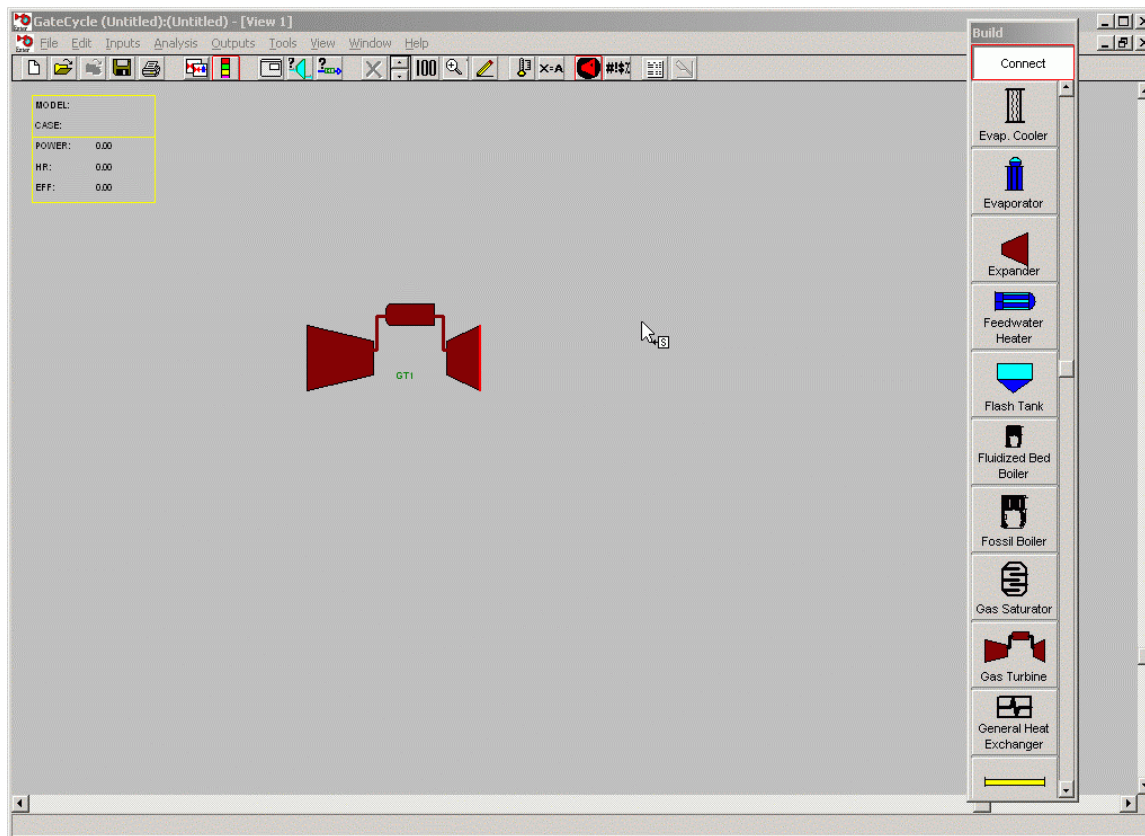 GateCycle (Untitled):(Untitled) - [View 1]
File Edit Inputs Analysis Outputs Tools View Window Help
100 X=A #!$%
MODEL:
CASE:
POWER: 0.00
HR: 0.00
EFF: 0.00
GT1
S
Build
Connect
Evap. Cooler
Evaporator
Expander
Feedwater
Heater
Flash Tank
Fluidized Bed
Boiler
Fossil Boiler
Gas Saturator
Gas Turbine
General Heat
Exchanger